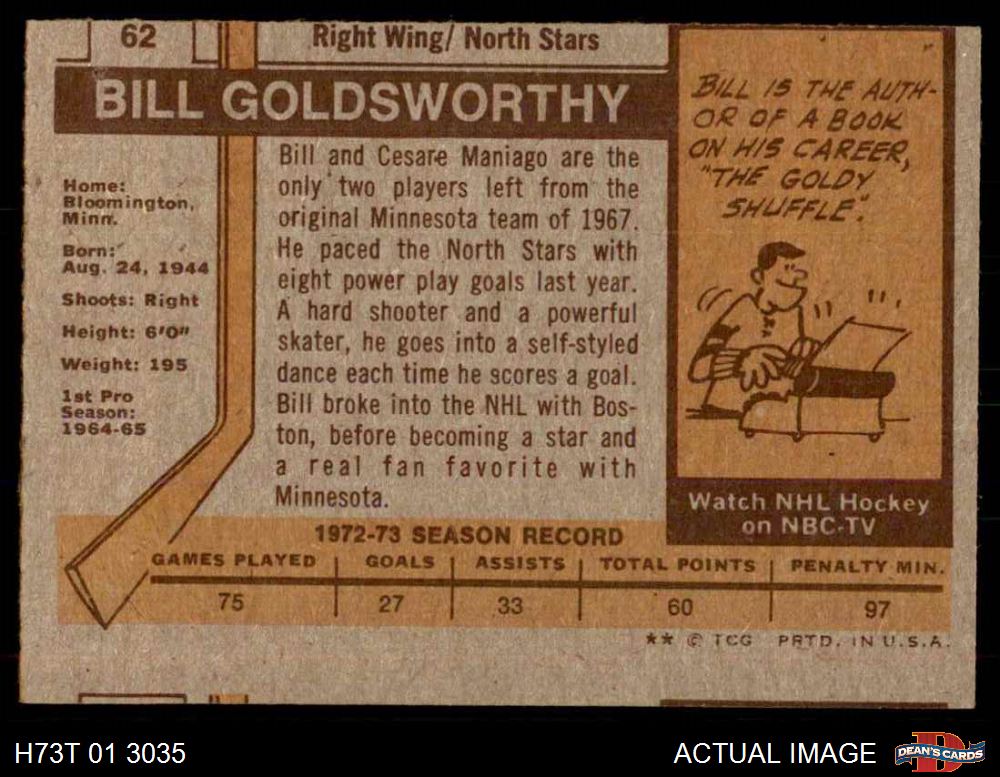 62
Right Wing/ North Stars
BILL GOLDSWORTHY
Home:
Bloomington,
Minn.
Born:
Aug. 24, 1944
Shoots: Right
Height: 6'0"
Weight: 195
1st Pro
Season:
1964-65
Bill and Cesare Maniago are the
only two players left from the
original Minnesota team of 1967.
He paced the North Stars with
eight power play goals last year.
A hard shooter and a powerful
skater, he goes into a self-styled
dance each time he scores a goal.
Bill broke into the NHL with Bos-
ton, before becoming a star and
a real fan favorite with
Minnesota.
BILL IS THE AUTH-
OR OF A BOOK
ON HIS CAREER,
"THE GOLDY
SHUFFLE".
Watch NHL Hockey
on NBC-TV
1972-73 SEASON RECORD
GAMES PLAYED GOALS ASSISTS TOTAL POINTS PENALTY MIN.
75 27 33 60 97
** © TCG PRTD. IN U.S.A.
H73T 01 3035
ACTUAL IMAGE
DEAN'S CARDS